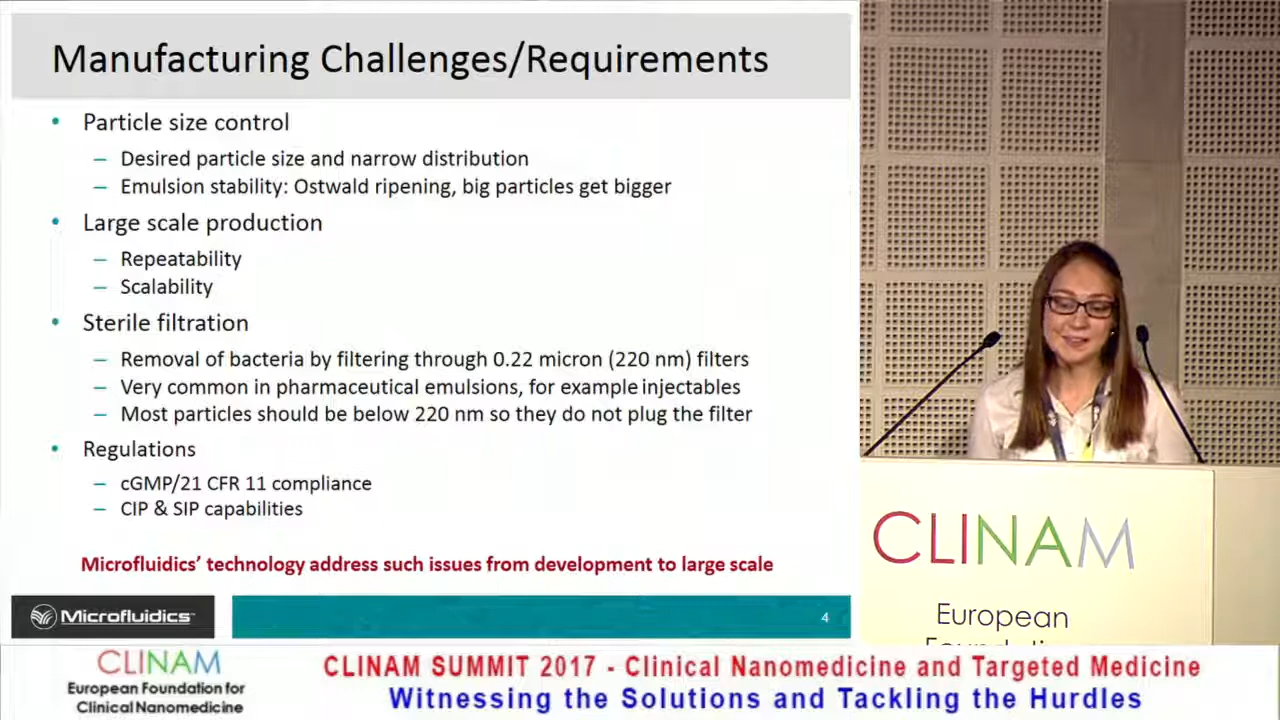 Manufacturing Challenges/Requirements
• Particle size control
– Desired particle size and narrow distribution
– Emulsion stability: Ostwald ripening, big particles get bigger
• Large scale production
– Repeatability
– Scalability
• Sterile filtration
– Removal of bacteria by filtering through 0.22 micron (220 nm) filters
– Very common in pharmaceutical emulsions, for example injectables
– Most particles should be below 220 nm so they do not plug the filter
• Regulations
– cGMP/21 CFR 11 compliance
– CIP & SIP capabilities
Microfluidics’ technology address such issues from development to large scale
Microfluidics
4
CLINAM
European
CLINAM
European Foundation for
Clinical Nanomedicine
CLINAM SUMMIT 2017 - Clinical Nanomedicine and Targeted Medicine
Witnessing the Solutions and Tackling the Hurdles